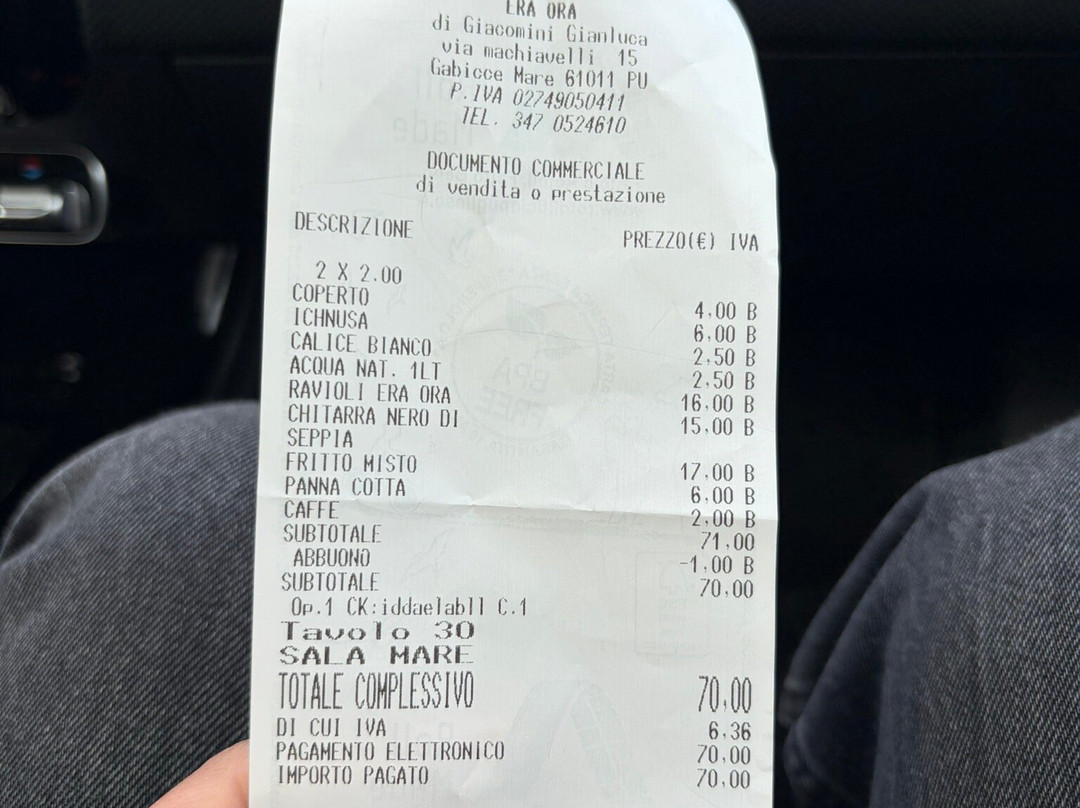 ERA ORA
di Giacomini Gianluca
via machiavelli 15
Gabicce Mare 61011 PU
P.IVA 02749050411
TEL. 347 0524610
DOCUMENTO COMMERCIALE
di vendita o prestazione
DESCRIZIONE PREZZO(€) IVA
2 X 2.00
COPERTO 4,00 B
ICHNUSA 6,00 B
CALICE BIANCO 2,50 B
ACQUA NAT. 1LT 2,50 B
RAVIOLI ERA ORA 16,00 B
CHITARRA NERO DI 15,00 B
SEPPIA
FRITTO MISTO 17,00 B
PANNA COTTA 6,00 B
CAFFE 2,00 B
SUBTOTALE 71,00
ABBUONO -1,00 B
SUBTOTALE 70,00
Op.1 CK:iddaelabll C.1
Tavolo 30
SALA MARE
TOTALE COMPLESSIVO 70,00
DI CUI IVA 6,36
PAGAMENTO ELETTRONICO 70,00
IMPORTO PAGATO 70,00